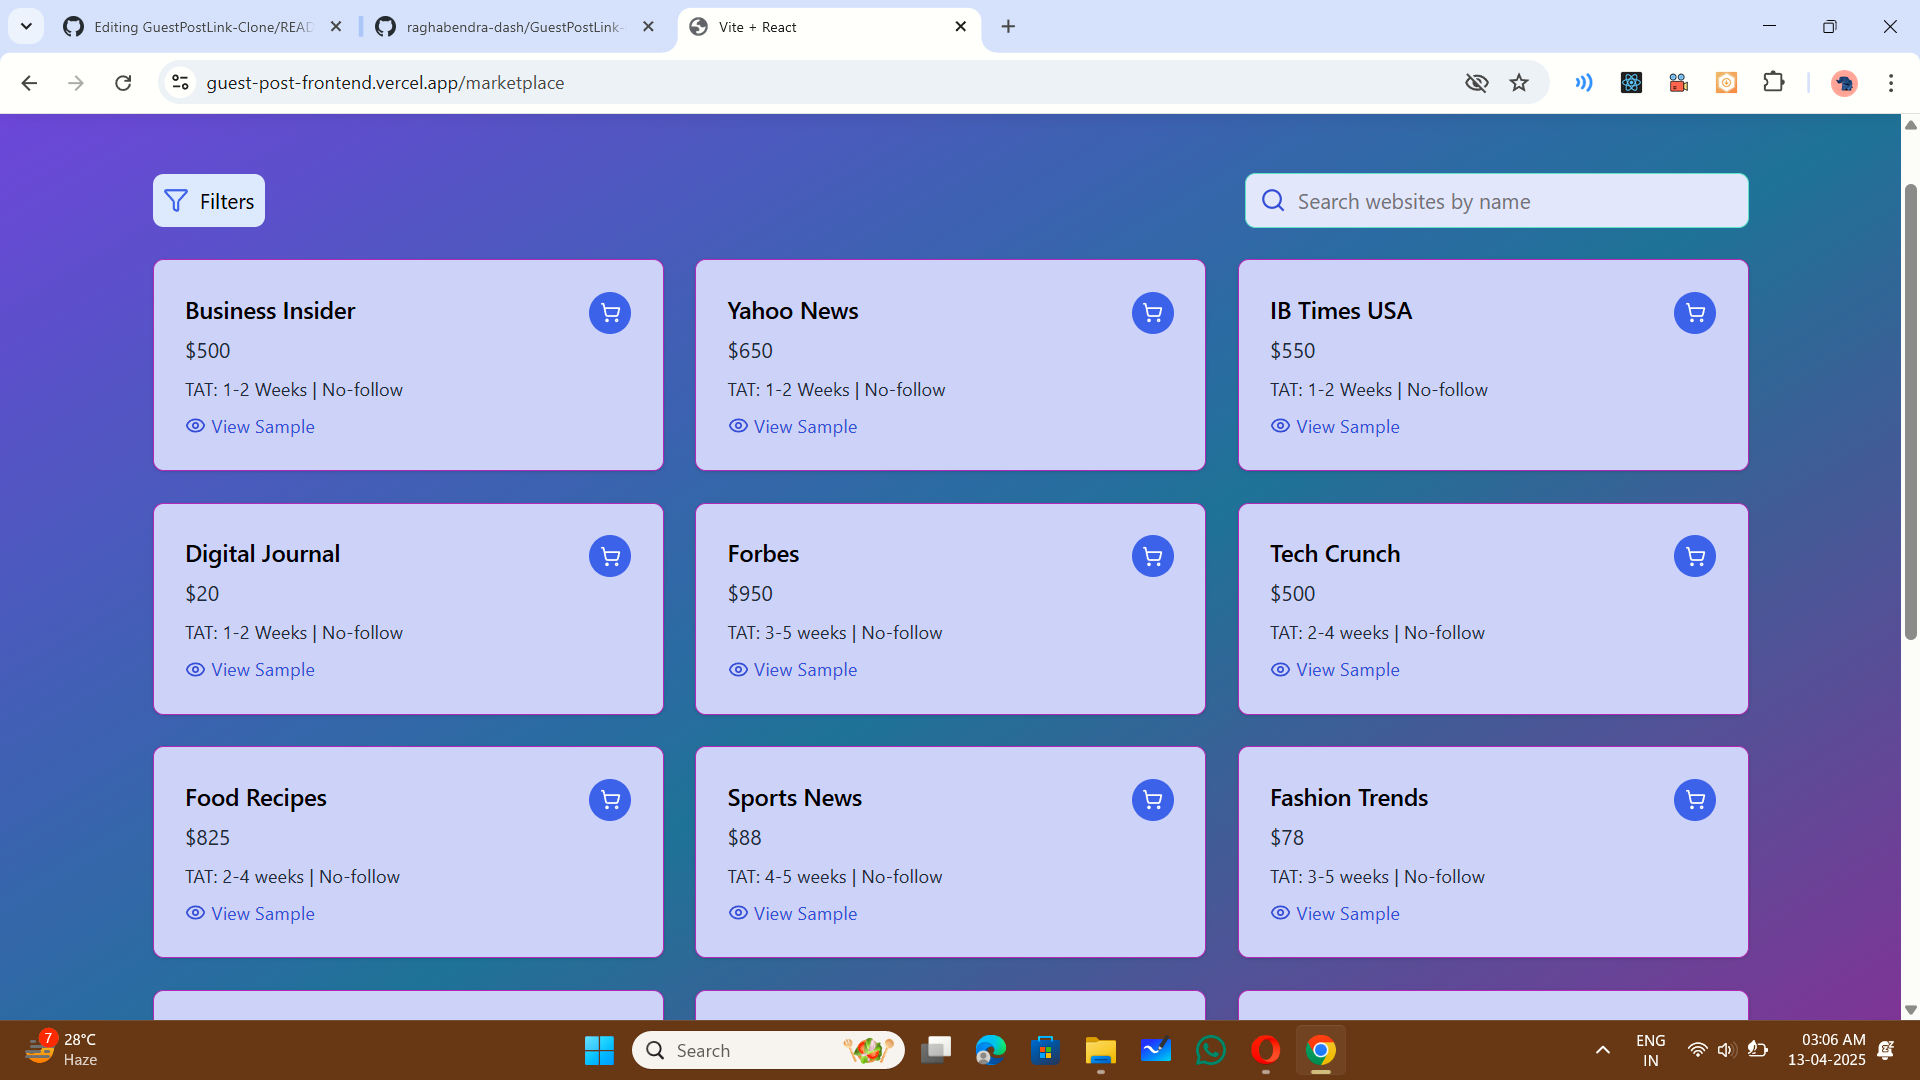 Editing GuestPostLink-Clone/READ
raghabendra-dash/GuestPostLink-
Vite + React
guest-post-frontend.vercel.app/marketplace
Filters
Search websites by name
Business Insider
$500
TAT: 1-2 Weeks | No-follow
View Sample
Yahoo News
$650
TAT: 1-2 Weeks | No-follow
View Sample
IB Times USA
$550
TAT: 1-2 Weeks | No-follow
View Sample
Digital Journal
$20
TAT: 1-2 Weeks | No-follow
View Sample
Forbes
$950
TAT: 3-5 weeks | No-follow
View Sample
Tech Crunch
$500
TAT: 2-4 weeks | No-follow
View Sample
Food Recipes
$825
TAT: 2-4 weeks | No-follow
View Sample
Sports News
$88
TAT: 4-5 weeks | No-follow
View Sample
Fashion Trends
$78
TAT: 3-5 weeks | No-follow
View Sample
7
28°C
Haze
Search
ENG
IN
03:06 AM
13-04-2025